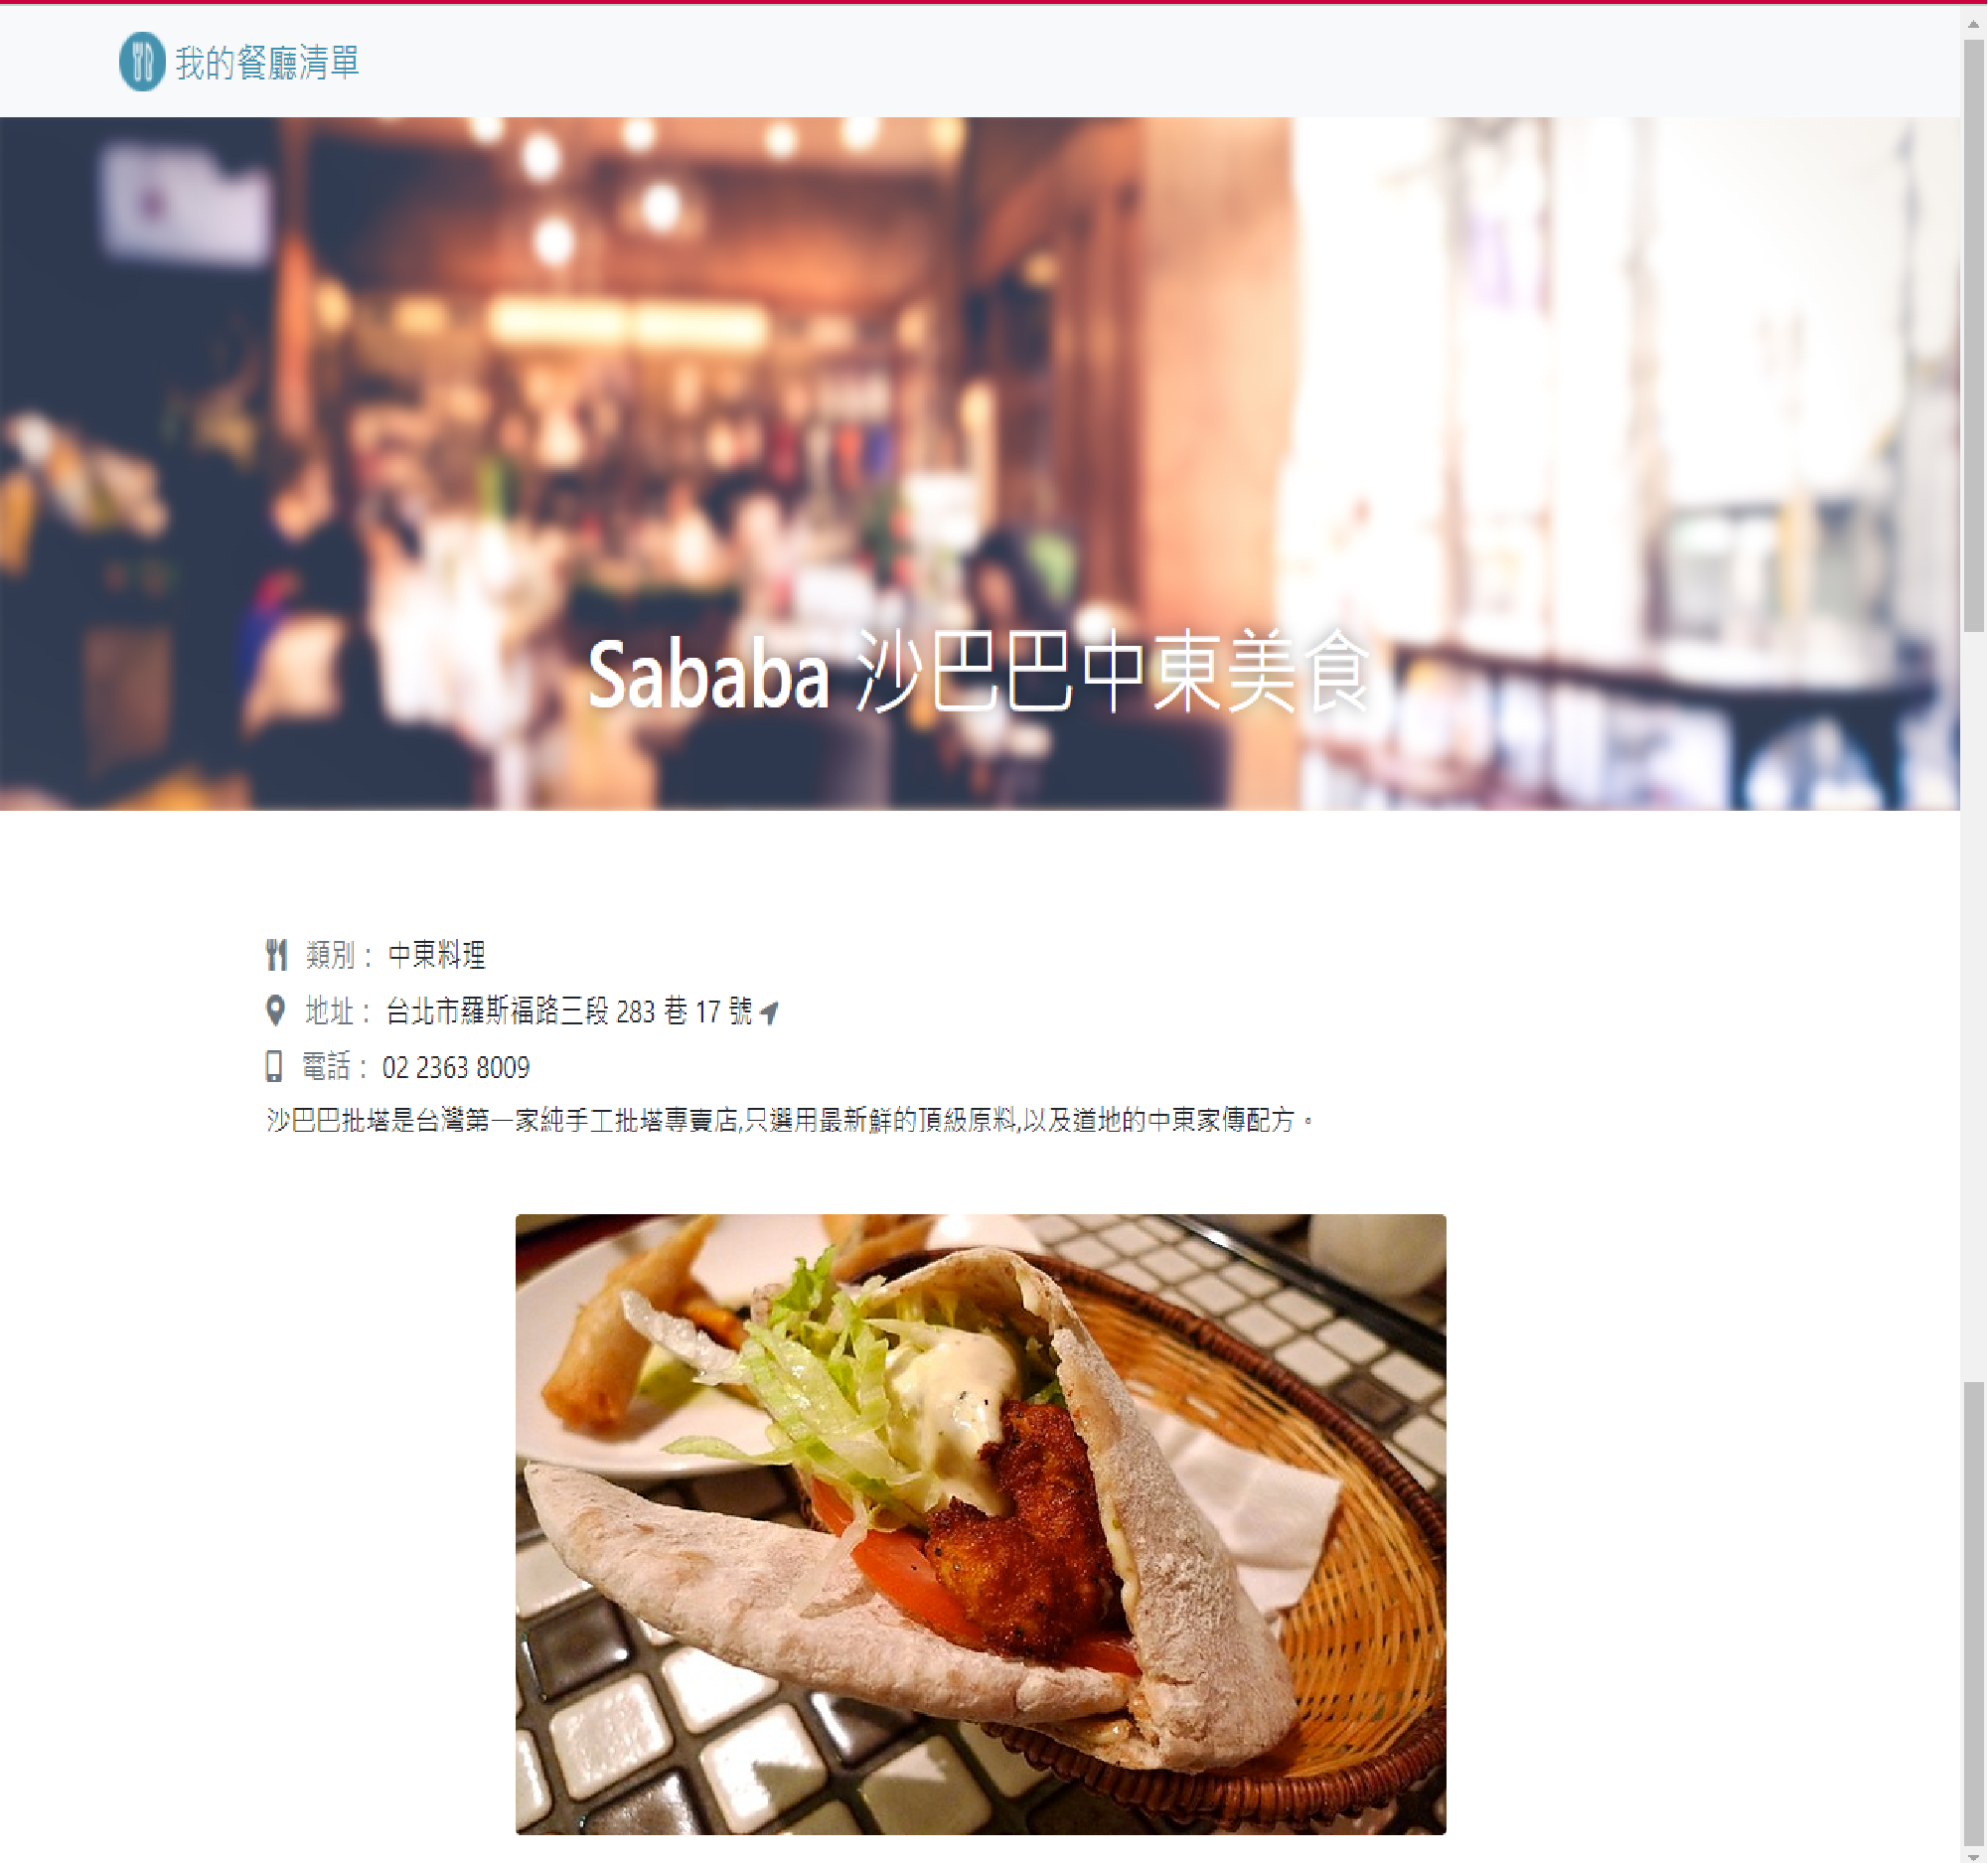 我的餐廳清單
Sababa 沙巴巴中東美食
類別： 中東料理
地址： 台北市羅斯福路三段 283 巷 17 號
電話： 02 2363 8009
沙巴巴批塔是台灣第一家純手工批塔專賣店,只選用最新鮮的頂級原料,以及道地的中東家傳配方。